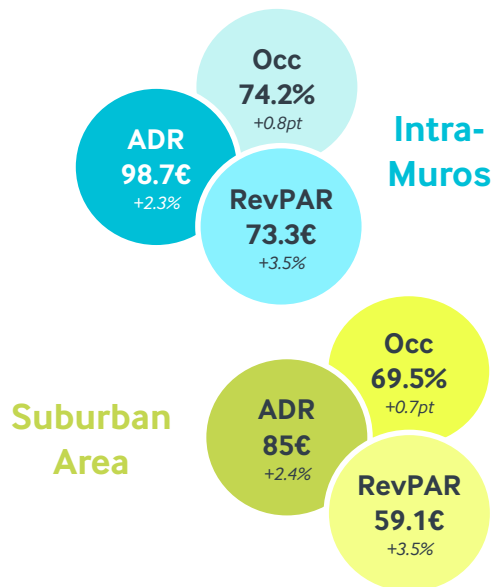 Occ
74.2%
+0.8pt
ADR
98.7€
+2.3%
RevPAR
73.3€
+3.5%
Intra-
Muros
Occ
69.5%
+0.7pt
Suburban
Area
ADR
85€
+2.4%
RevPAR
59.1€
+3.5%